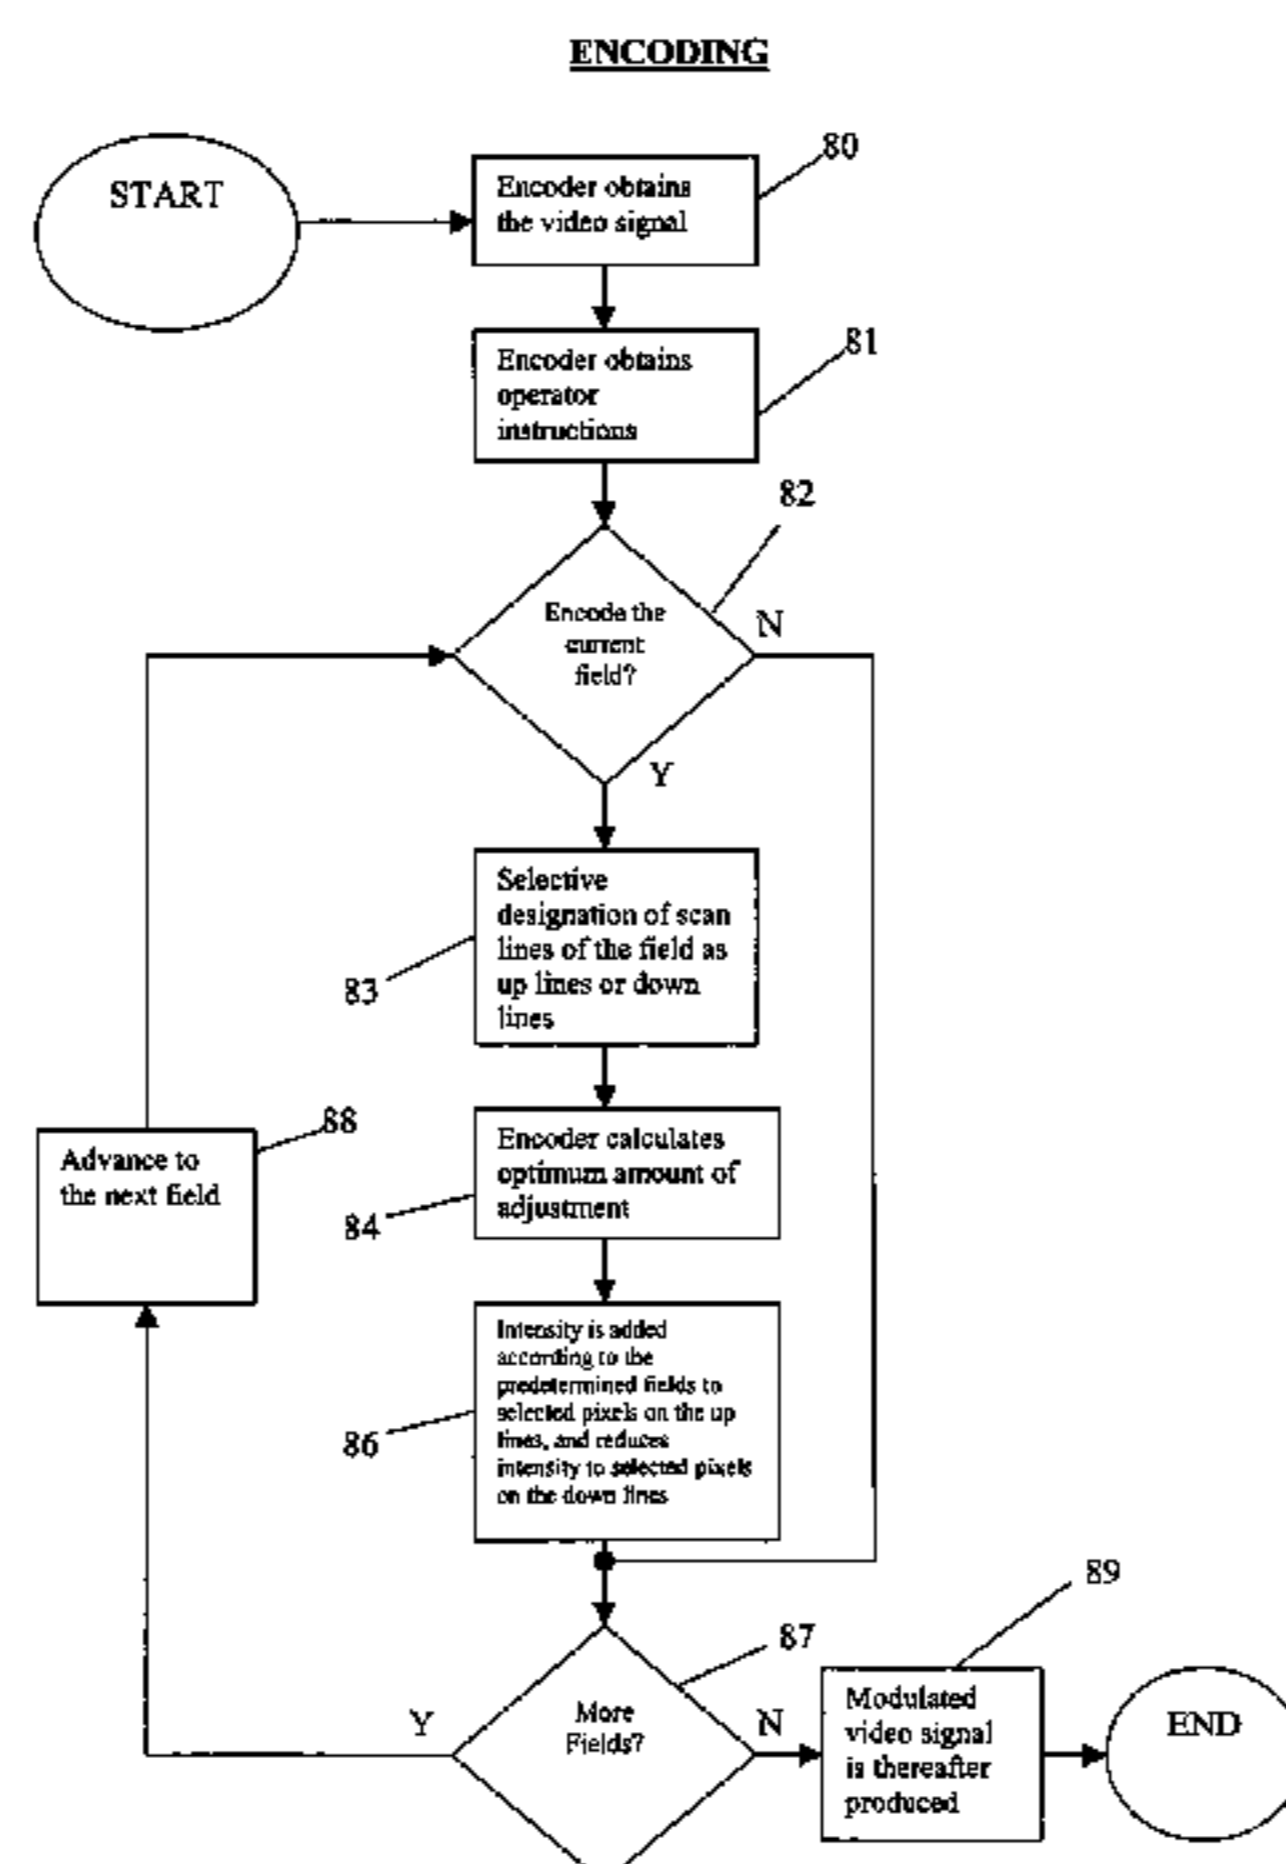 ENCODING
START
80
Encoder obtains
the video signal
81
Encoder obtains
operator
instructions
82
Encode the
current
field?
N
Y
Selective
designation of scan
lines of the field as
up lines or down
lines
83
88
Advance to
the next field
Encoder calculates
optimum amount of
adjustment
84
Intensity is added
according to the
predetermined fields to
selected pixels on the up
lines, and reduces
intensity to selected pixels
on the down lines
86
87
More
Fields?
Y
N
89
Modulated
video signal
is thereafter
produced
END